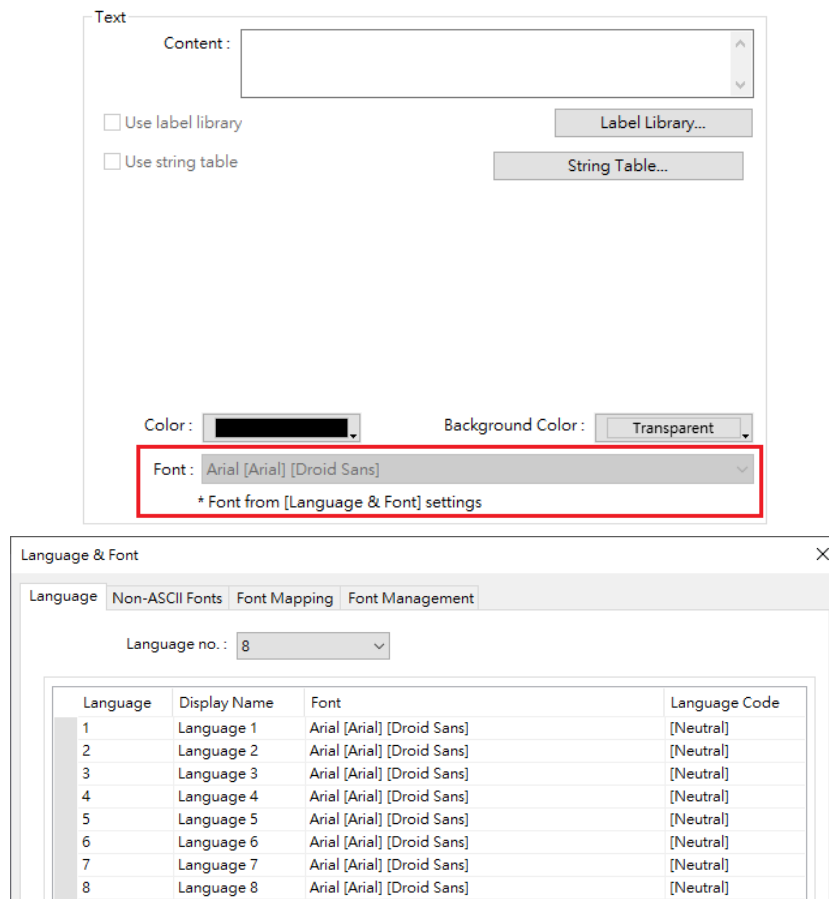 Text
Content :
Use label library
Label Library...
Use string table
String Table...
Color :
Background Color :
Transparent
Font : Arial [Arial] [Droid Sans]
* Font from [Language & Font] settings
Language & Font
Language Non-ASCII Fonts Font Mapping Font Management
Language no. : 8
Language Display Name Font Language Code
1 Language 1 Arial [Arial] [Droid Sans] [Neutral]
2 Language 2 Arial [Arial] [Droid Sans] [Neutral]
3 Language 3 Arial [Arial] [Droid Sans] [Neutral]
4 Language 4 Arial [Arial] [Droid Sans] [Neutral]
5 Language 5 Arial [Arial] [Droid Sans] [Neutral]
6 Language 6 Arial [Arial] [Droid Sans] [Neutral]
7 Language 7 Arial [Arial] [Droid Sans] [Neutral]
8 Language 8 Arial [Arial] [Droid Sans] [Neutral]